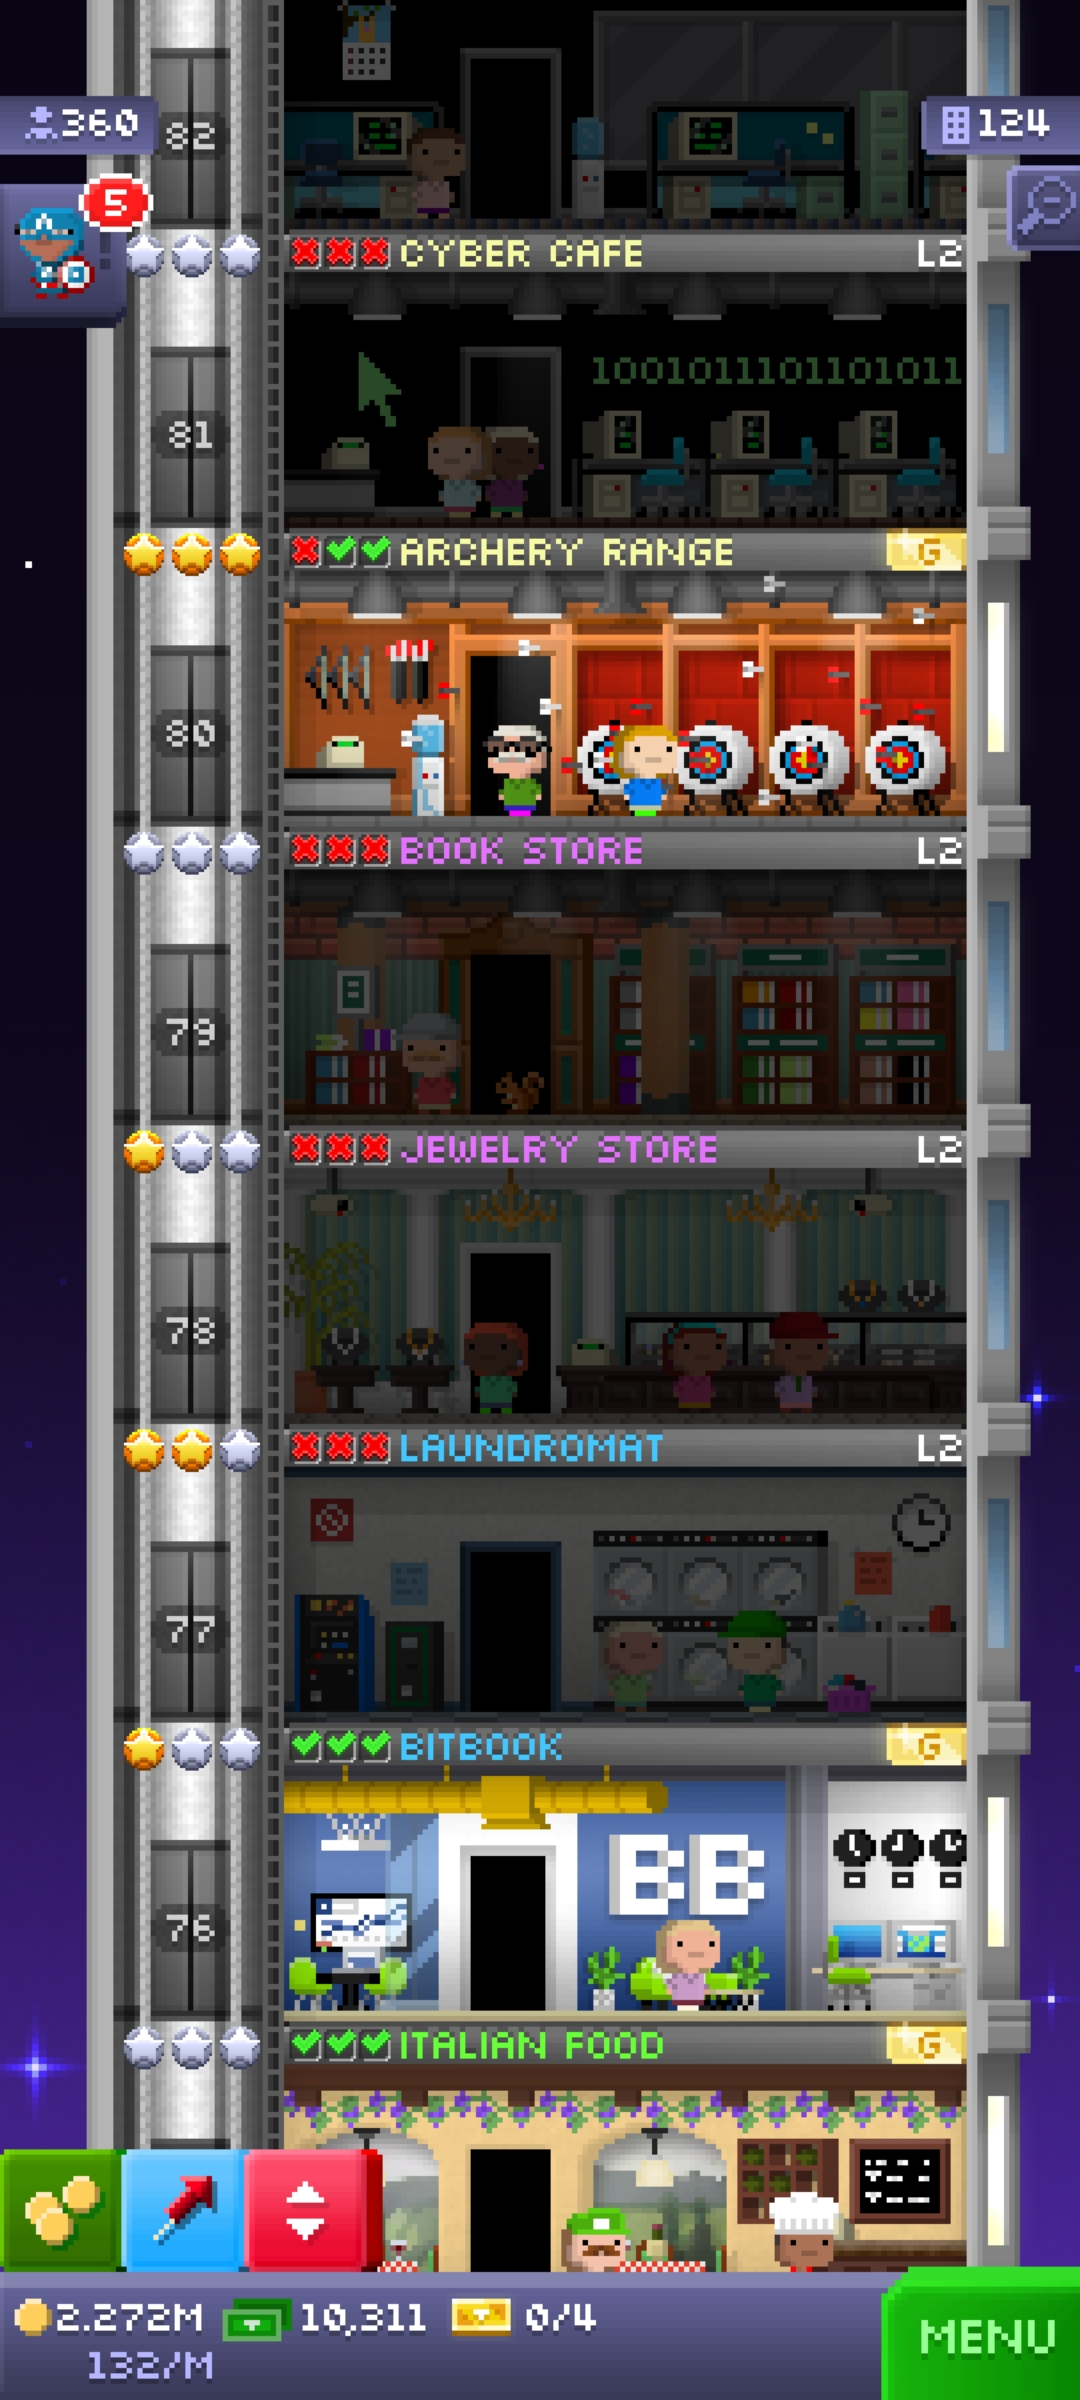 360
124
82
5
CYBER CAFE L2
1001011101101011
81
ARCHERY RANGE G
80
BOOK STORE L2
79
JEWELRY STORE L2
78
LAUNDROMAT L2
77
BITBOOK G
BB
76
ITALIAN FOOD G
2.272M 10,311 0/4
132/M
MENU